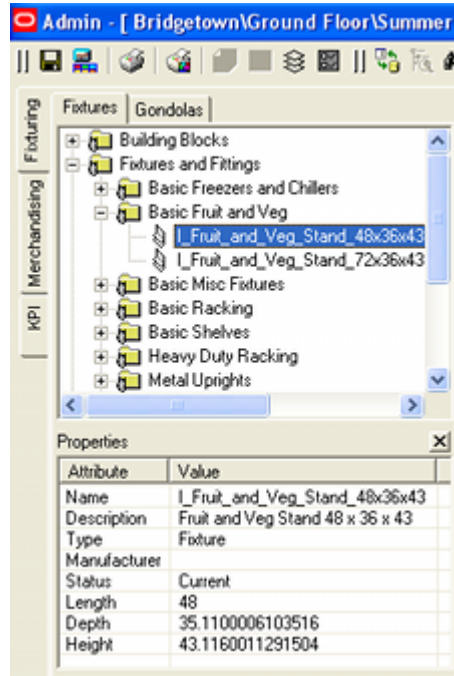 Admin - [ Bridgetown\Ground Floor\Summer
Fixturing
Merchandising
KPI
Fixtures
Gondolas
Building Blocks
Fixtures and Fittings
Basic Freezers and Chillers
Basic Fruit and Veg
I_Fruit_and_Veg_Stand_48x36x43
I_Fruit_and_Veg_Stand_72x36x43
Basic Misc Fixtures
Basic Racking
Basic Shelves
Heavy Duty Racking
Metal Uprights
Properties
Attribute Value
Name I_Fruit_and_Veg_Stand_48x36x43
Description Fruit and Veg Stand 48 x 36 x 43
Type Fixture
Manufacturer
Status Current
Length 48
Depth 35.1100006103516
Height 43.1160011291504